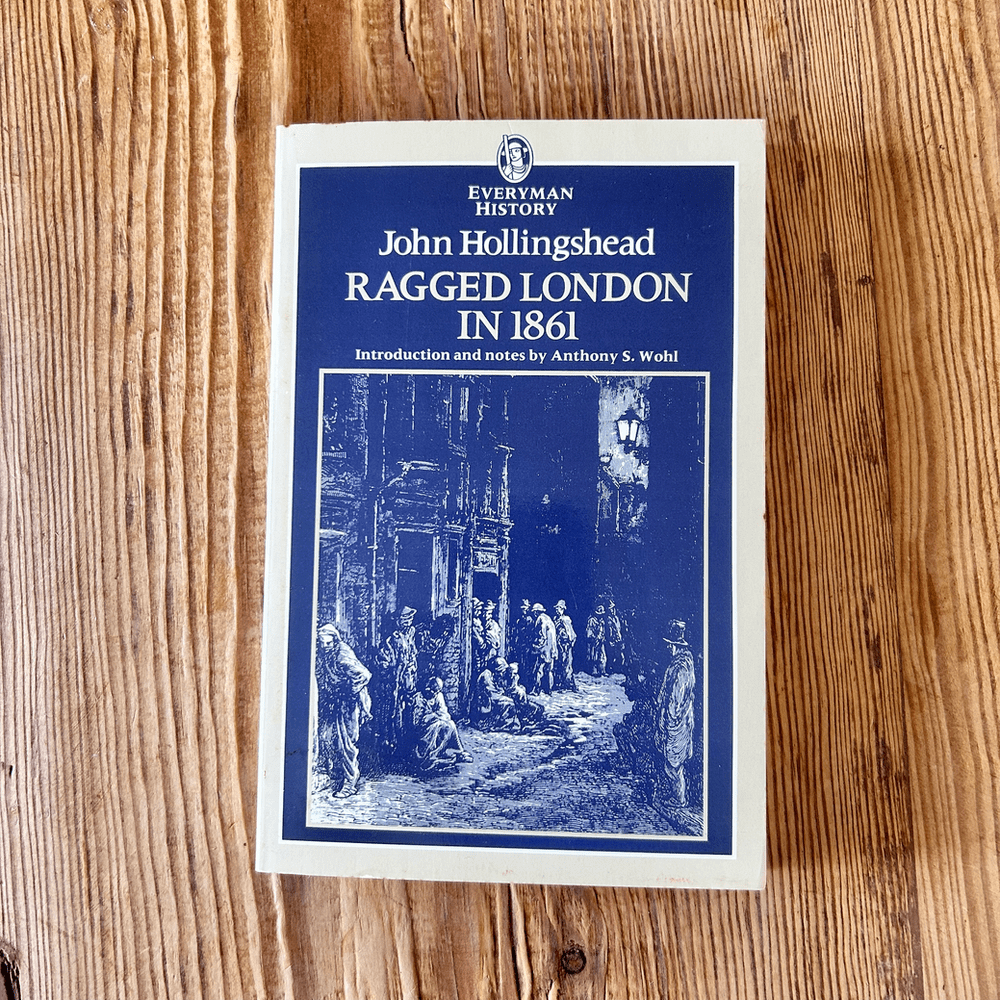 EVERYMAN
HISTORY
John Hollingshead
RAGGED LONDON
IN 1861
Introduction and notes by Anthony S. Wohl